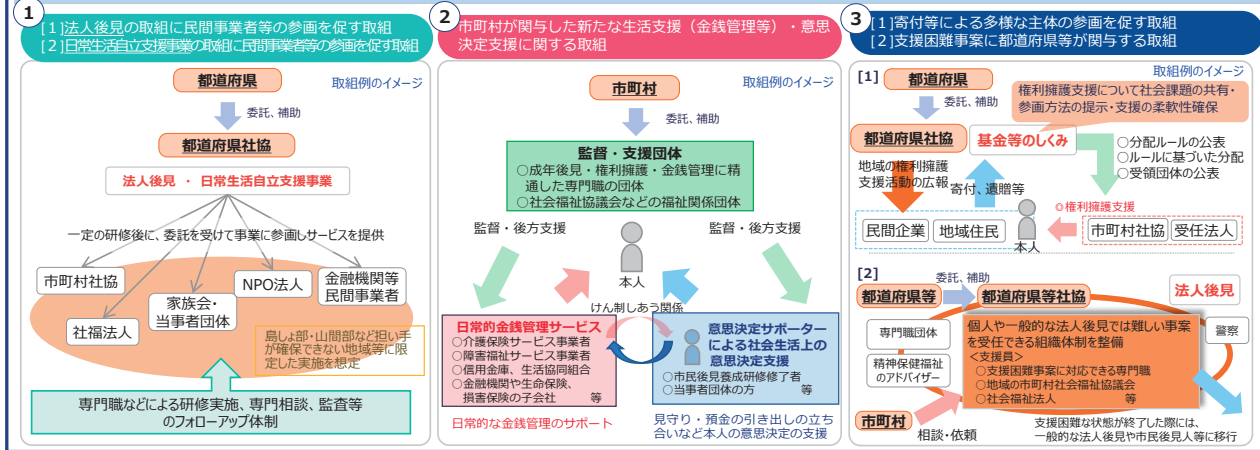 1
[1]法人後見の取組に民間事業者等の参画を促す取組
[2]日常生活自立支援事業の取組に民間事業者等の参画を促す取組
都道府県
取組例のイメージ
委託、補助
都道府県社協
法人後見 ・ 日常生活自立支援事業
一定の研修後に、委託を受けて事業に参画しサービスを提供
市町村社協
社福法人
家族会・
当事者団体
NPO法人
金融機関等
民間事業者
島しょ部・山間部など担い手
が確保できない地域等に限
定した実施を想定
専門職などによる研修実施、専門相談、監査等
のフォローアップ体制
2
市町村が関与した新たな生活支援（金銭管理等）・意思
決定支援に関する取組
取組例のイメージ
市町村
委託、補助
監督・支援団体
○成年後見・権利擁護・金銭管理に精
通した専門職の団体
○社会福祉協議会などの福祉関係団体
監督・後方支援
監督・後方支援
本人
けん制しあう関係
日常的金銭管理サービス
○介護保険サービス事業者
○障害福祉サービス事業者
○信用金庫、生活協同組合
○金融機関や生命保険、
損害保険の子会社 等
日常的な金銭管理のサポート
意思決定サポーター
による社会生活上の
意思決定支援
○市民後見養成研修修了者
○当事者団体の方 等
見守り・預金の引き出しの立ち
合いなど本人の意思決定の支援
3
[1]寄付等による多様な主体の参画を促す取組
[2]支援困難事案に都道府県等が関与する取組
取組例のイメージ
[1]
都道府県
委託、補助
権利擁護支援について社会課題の共有・
参画方法の提示・支援の柔軟性確保
都道府県社協
基金等のしくみ
○分配ルールの公表
○ルールに基づいた分配
○受領団体の公表
地域の権利擁護
支援活動の広報
寄付、遺贈等
◎権利擁護支援
民間企業
地域住民
本人
市町村社協
受任法人
[2]
委託、補助
都道府県等
都道府県等社協
法人後見
専門職団体
精神保健福祉
のアドバイザー
個人や一般的な法人後見では難しい事案
を受任できる組織体制を整備
＜支援員＞
○支援困難事案に対応できる専門職
○地域の市町村社会福祉協議会
○社会福祉法人 等
警察
市町村
相談・依頼
支援困難な状態が終了した際には、
一般的な法人後見や市民後見人等に移行